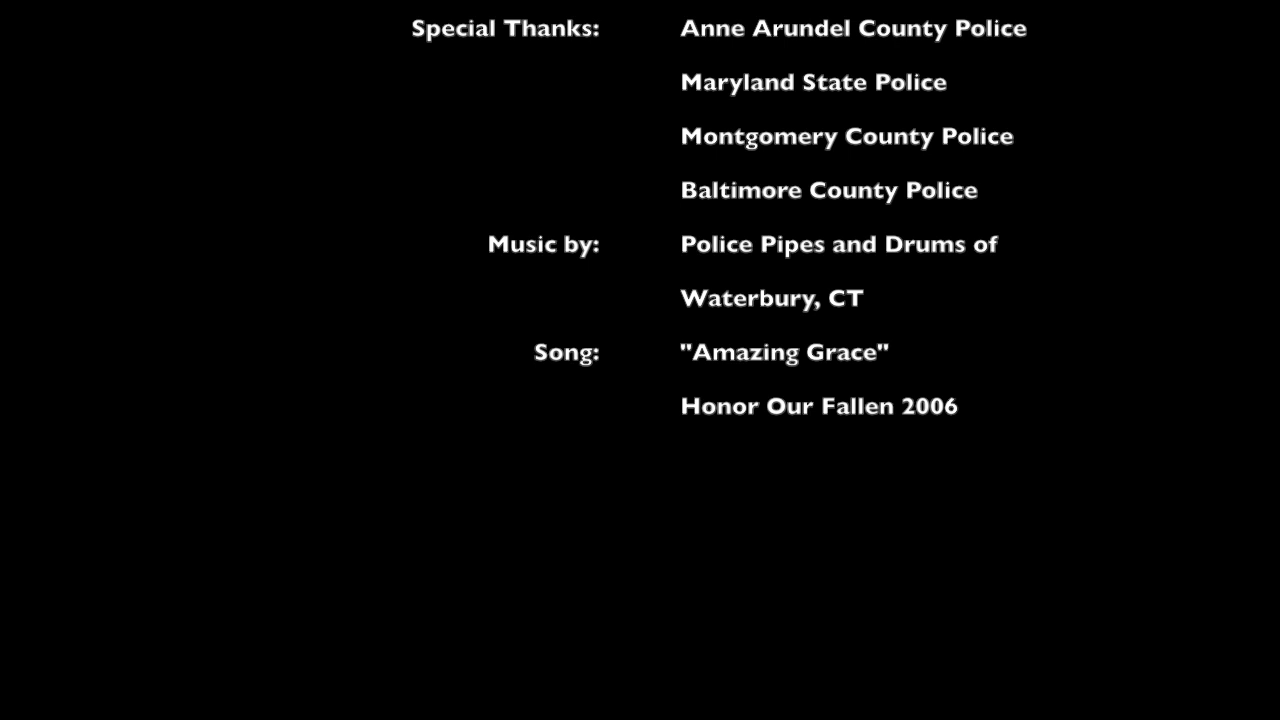 Special Thanks: Anne Arundel County Police
Maryland State Police
Montgomery County Police
Baltimore County Police
Music by: Police Pipes and Drums of
Waterbury, CT
Song: "Amazing Grace"
Honor Our Fallen 2006